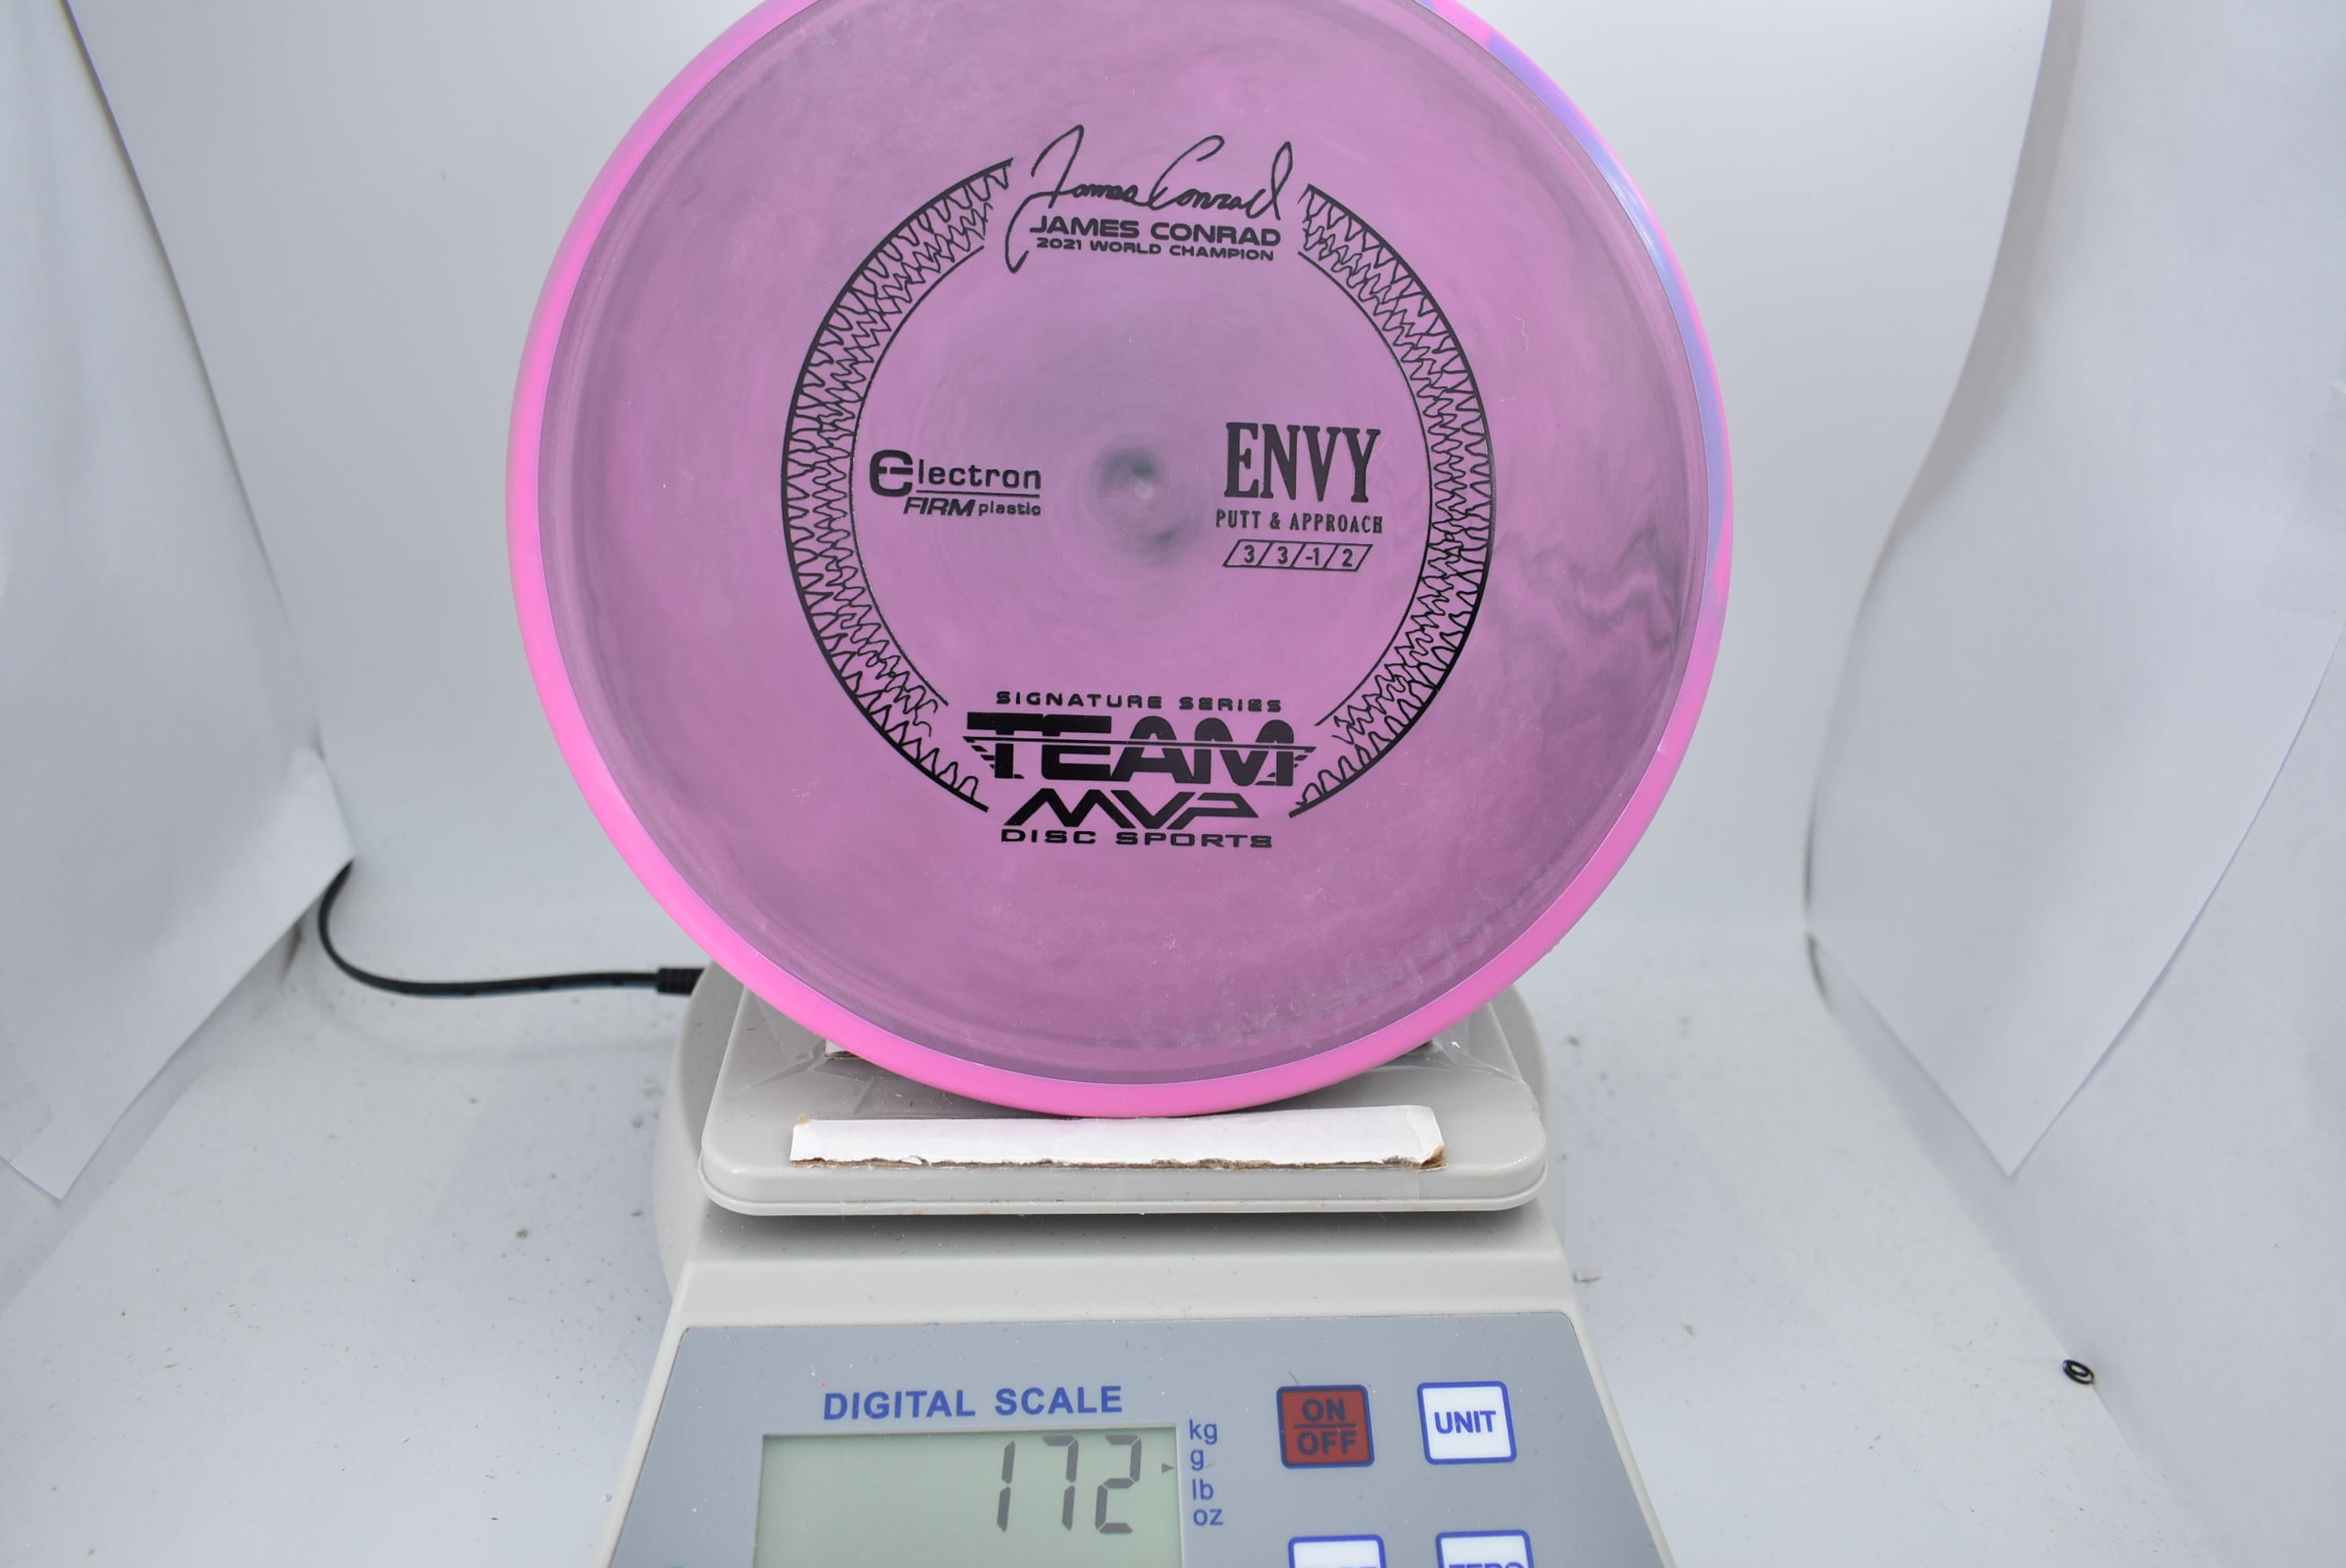 James Conrad
JAMES CONRAD
2021 WORLD CHAMPION
Electron
FIRM plastic
ENVY
PUTT & APPROACH
3/3/-1/2
SIGNATURE SERIES
TEAM
MVP
DISC SPORTS
DIGITAL SCALE
172
kg
g
lb
oz
ON
OFF
UNIT
ZERO